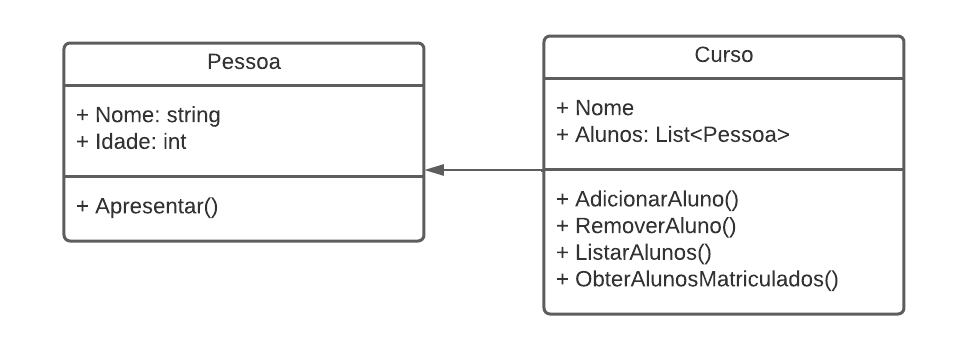 Pessoa
+ Nome: string
+ Idade: int
+ Apresentar()
Curso
+ Nome
+ Alunos: List<Pessoa>
+ AdicionarAluno()
+ RemoverAluno()
+ ListarAlunos()
+ ObterAlunosMatriculados()